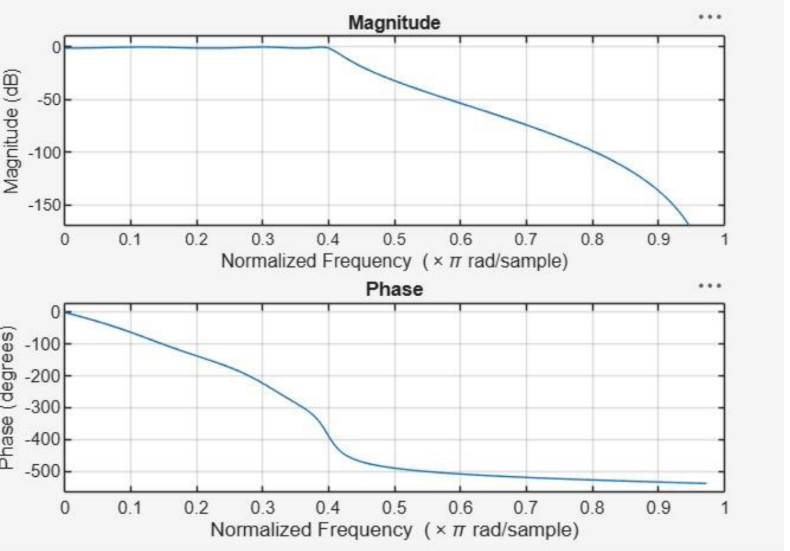 Magnitude
Magnitude (dB)
0
-50
-100
-150
0 0.1 0.2 0.3 0.4 0.5 0.6 0.7 0.8 0.9 1
Normalized Frequency (× π rad/sample)
Phase
Phase (degrees)
0
-100
-200
-300
-400
-500
0 0.1 0.2 0.3 0.4 0.5 0.6 0.7 0.8 0.9 1
Normalized Frequency (× π rad/sample)